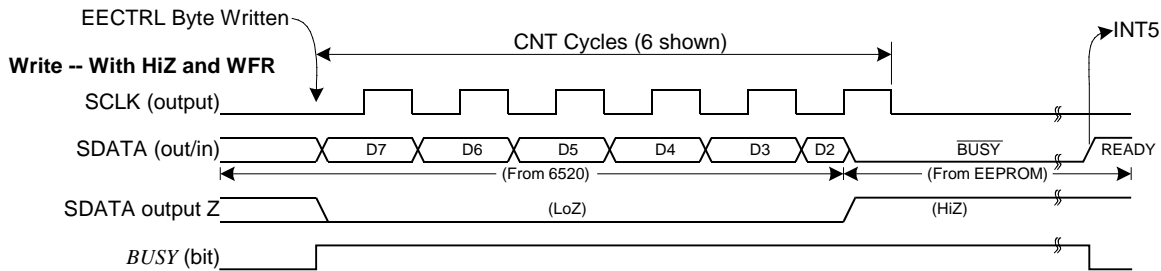 EECTRL Byte Written
INT5
CNT Cycles (6 shown)
Write -- With HiZ and WFR
SCLK (output)
SDATA (out/in)
D7
D6
D5
D4
D3
D2
BUSY
READY
(From 6520)
(From EEPROM)
SDATA output Z
(LoZ)
(HiZ)
BUSY (bit)